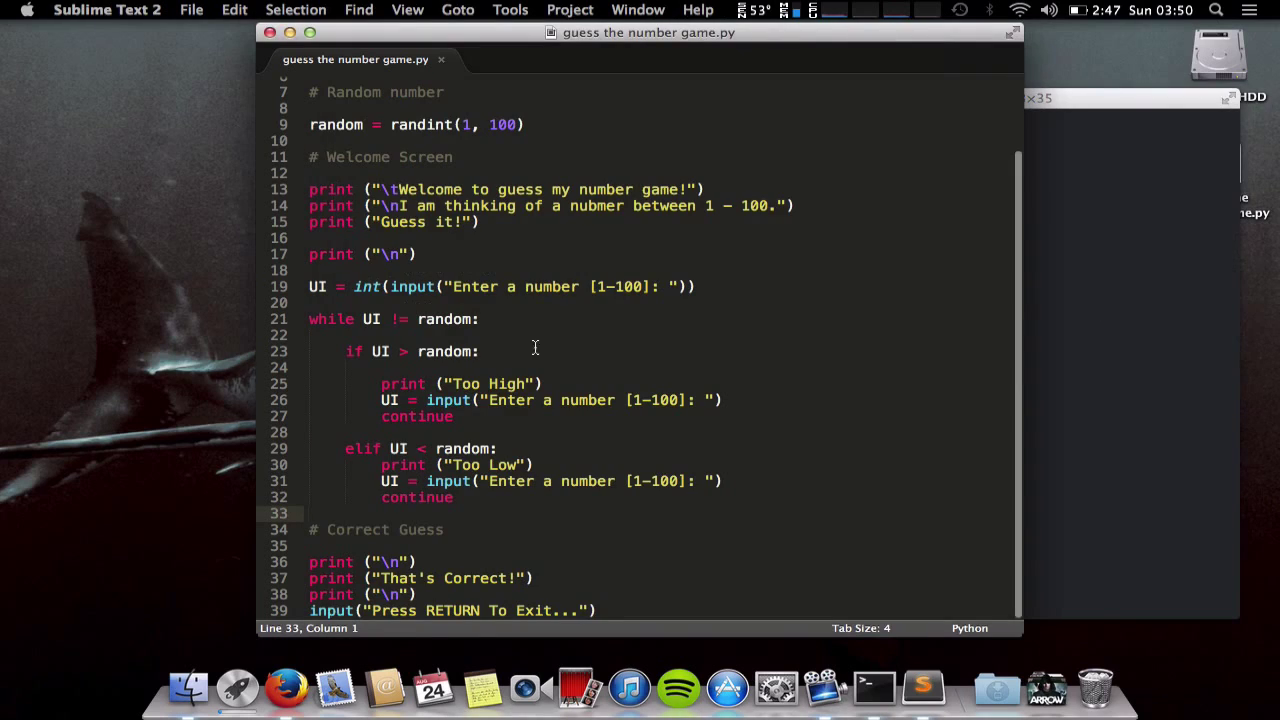 Sublime Text 2 File Edit Selection Find View Goto Tools Project Window Help 53° 2:47 Sun 03:50
guess the number game.py
guess the number game.py ×
×35
HDD
6
7 # Random number
8
9 random = randint(1, 100)
10
11 # Welcome Screen
12
13 print ("\tWelcome to guess my number game!")
14 print ("\nI am thinking of a nubmer between 1 - 100.")
15 print ("Guess it!")
16
17 print ("\n")
18
19 UI = int(input("Enter a number [1-100]: "))
20
21 while UI != random:
22
23 if UI > random:
24
25 print ("Too High")
26 UI = input("Enter a number [1-100]: ")
27 continue
28
29 elif UI < random:
30 print ("Too Low")
31 UI = input("Enter a number [1-100]: ")
32 continue
33
34 # Correct Guess
35
36 print ("\n")
37 print ("That's Correct!")
38 print ("\n")
39 input("Press RETURN To Exit...")
Line 33, Column 1 Tab Size: 4 Python
AUG
24
ARROW